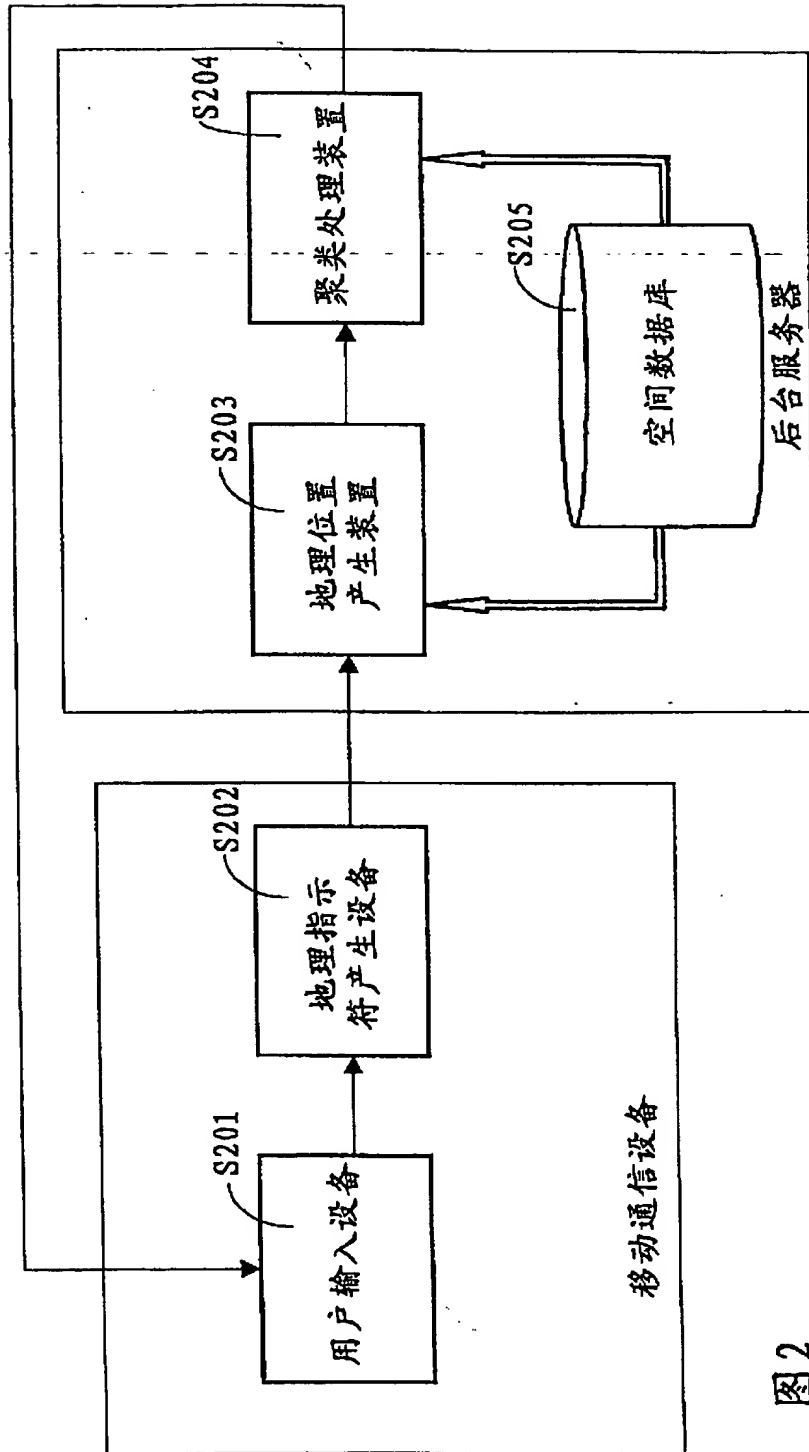 S201
用户输入设备
S202
地理指示
符产生设备
移动通信设备
S203
地理位置
产生装置
S204
聚类处理装置
S205
空间数据库
后台服务器
图2